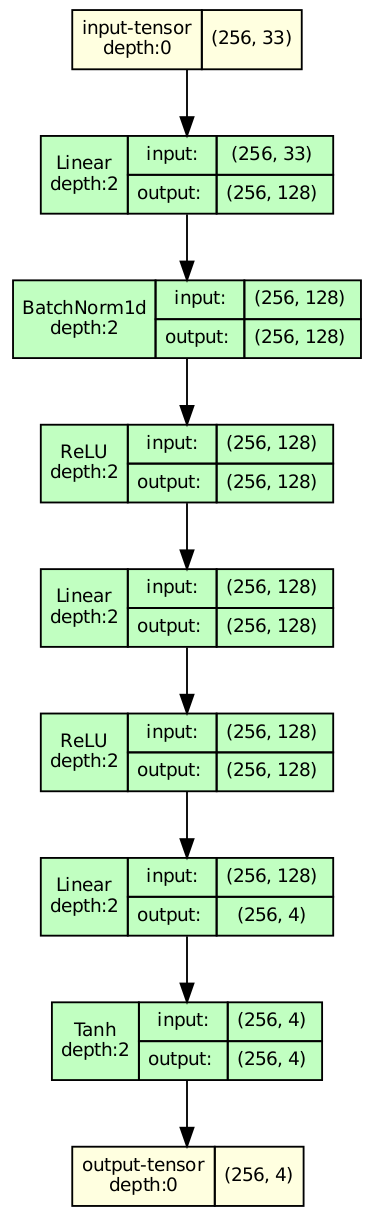 input-tensor
depth:0
(256, 33)
Linear
depth:2
input:
(256, 33)
output:
(256, 128)
BatchNorm1d
depth:2
input:
(256, 128)
output:
(256, 128)
ReLU
depth:2
input:
(256, 128)
output:
(256, 128)
Linear
depth:2
input:
(256, 128)
output:
(256, 128)
ReLU
depth:2
input:
(256, 128)
output:
(256, 128)
Linear
depth:2
input:
(256, 128)
output:
(256, 4)
Tanh
depth:2
input:
(256, 4)
output:
(256, 4)
output-tensor
depth:0
(256, 4)